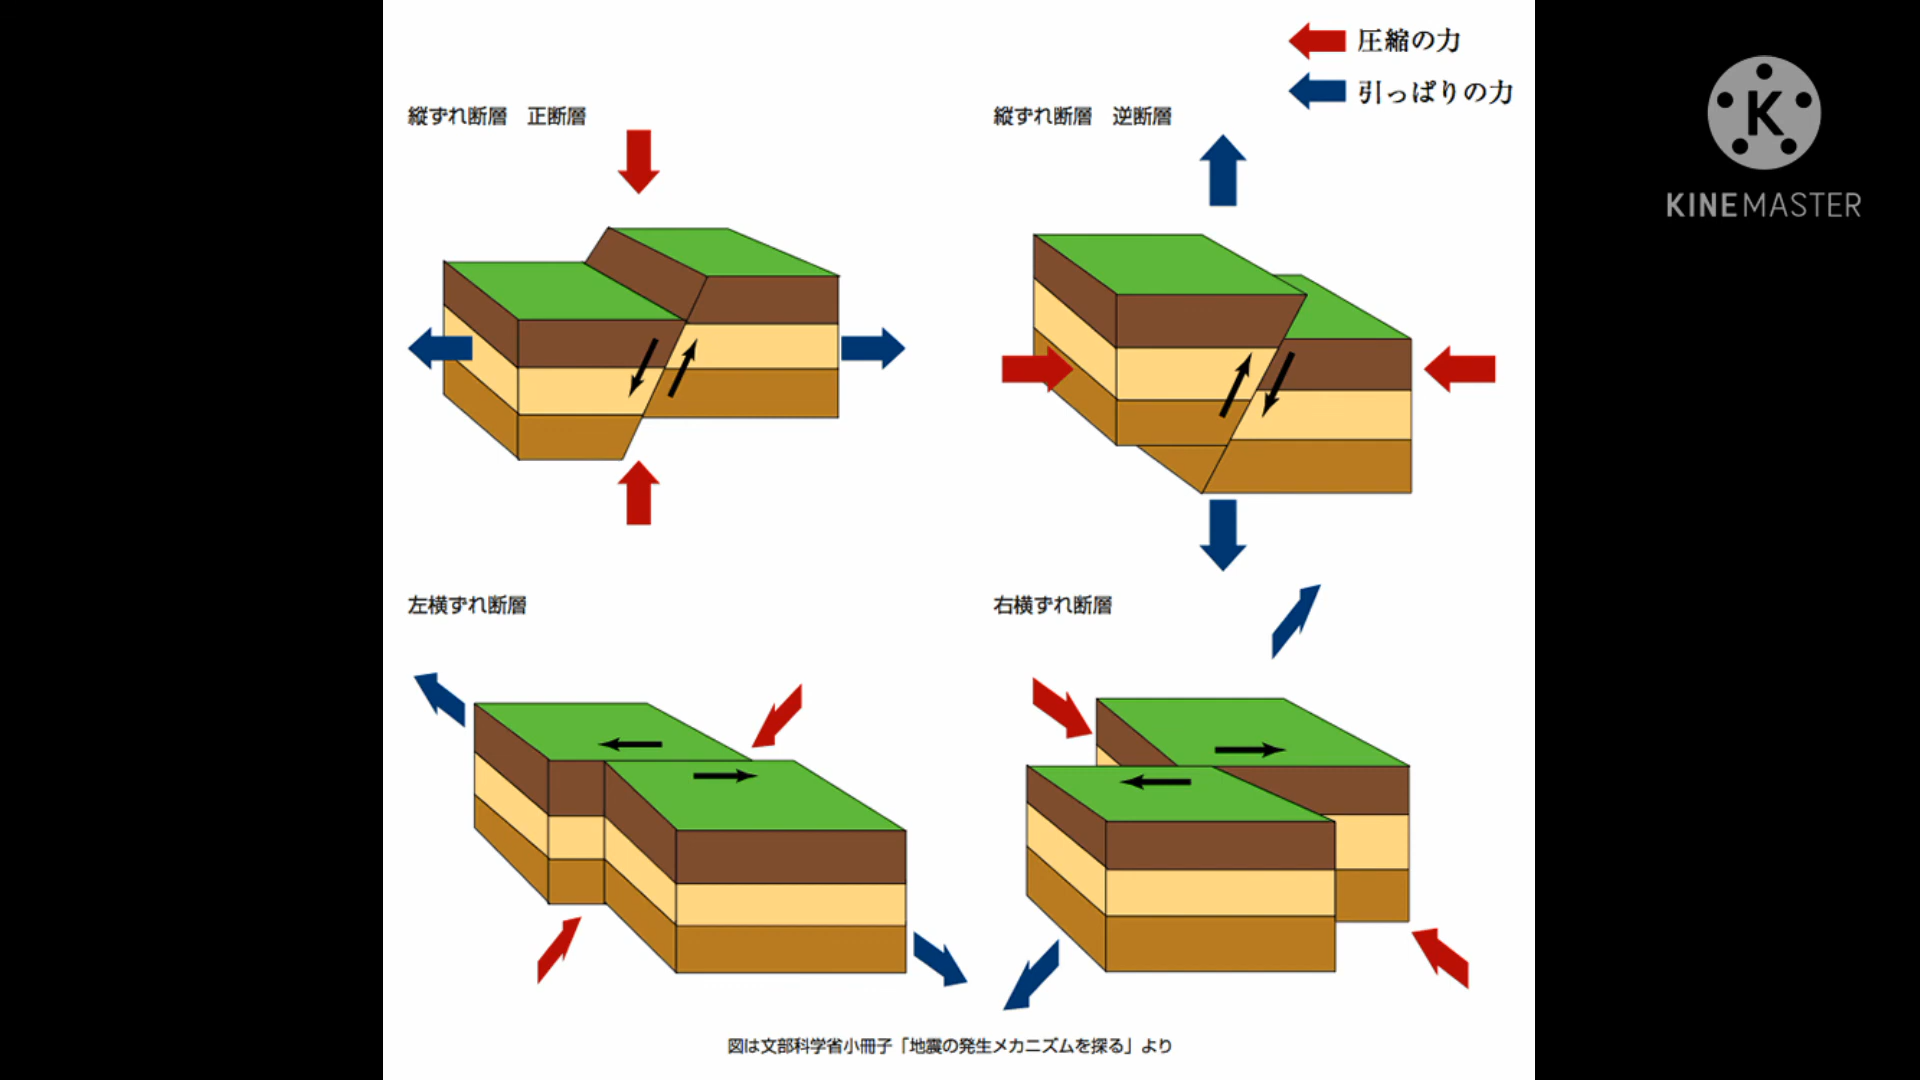 圧縮の力
引っぱりの力
縦ずれ断層　正断層
縦ずれ断層　逆断層
K
KINEMASTER
左横ずれ断層
右横ずれ断層
図は文部科学省小冊子「地震の発生メカニズムを探る」より